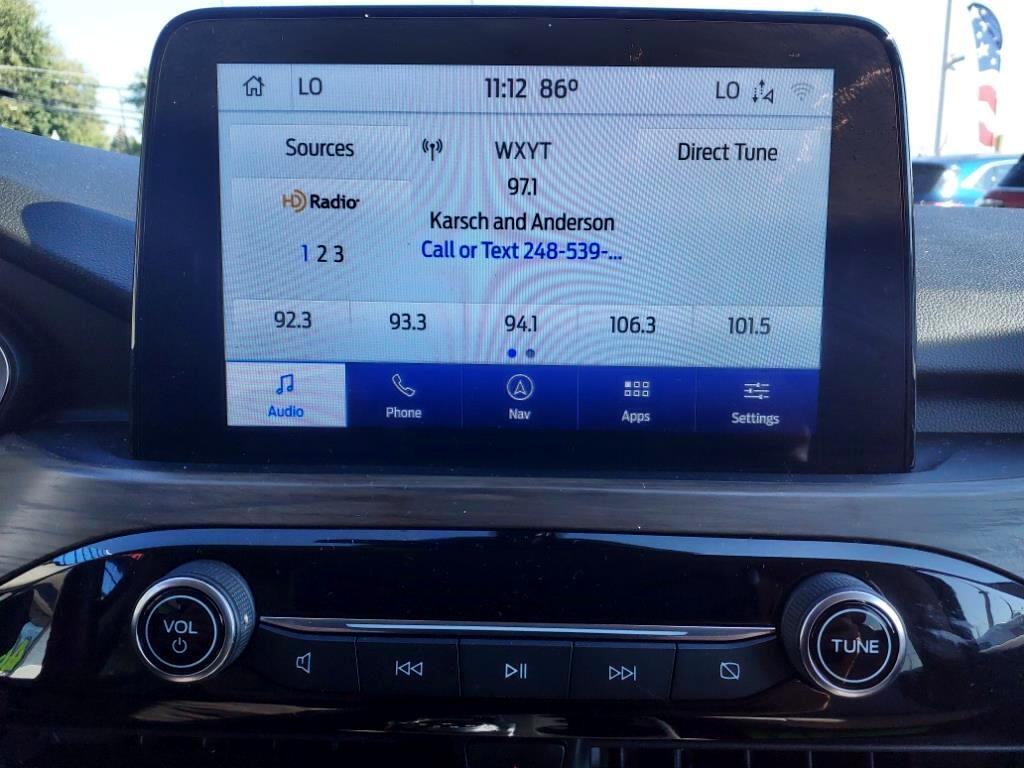 LO 11:12 86° LO
Sources WXYT Direct Tune
97.1
HD Radio
Karsch and Anderson
1 2 3 Call or Text 248-539-...
92.3 93.3 94.1 106.3 101.5
Audio Phone Nav Apps Settings
VOL
TUNE